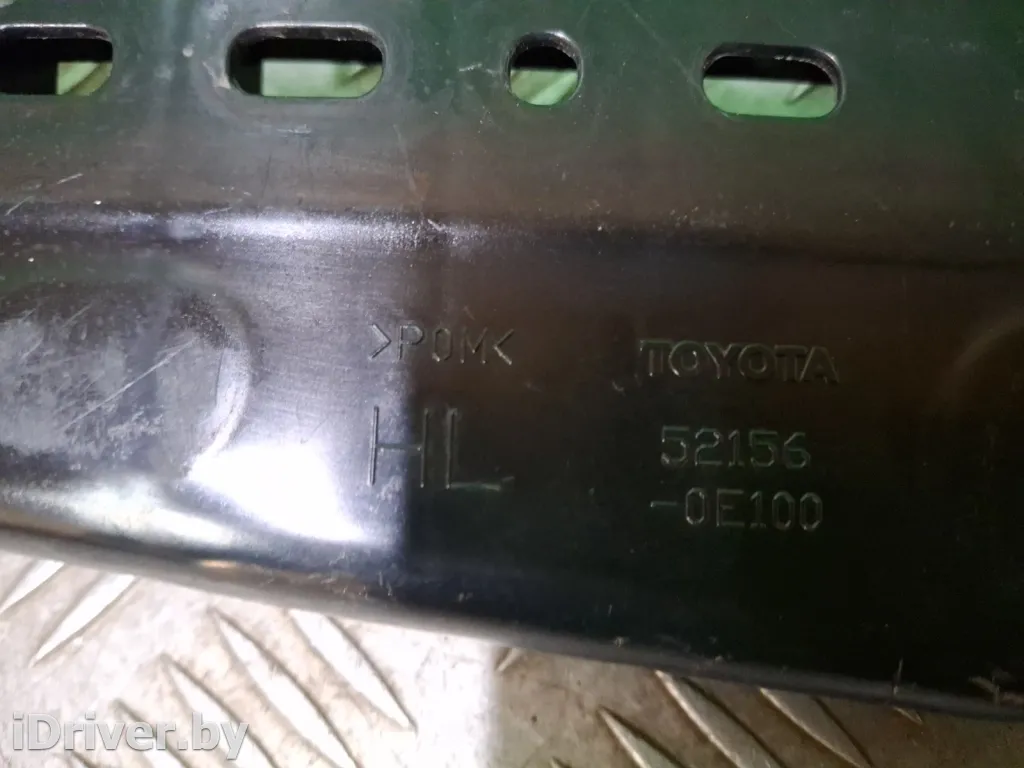 >POM<
TOYOTA
HL
52156
-0E100
iDriver.by